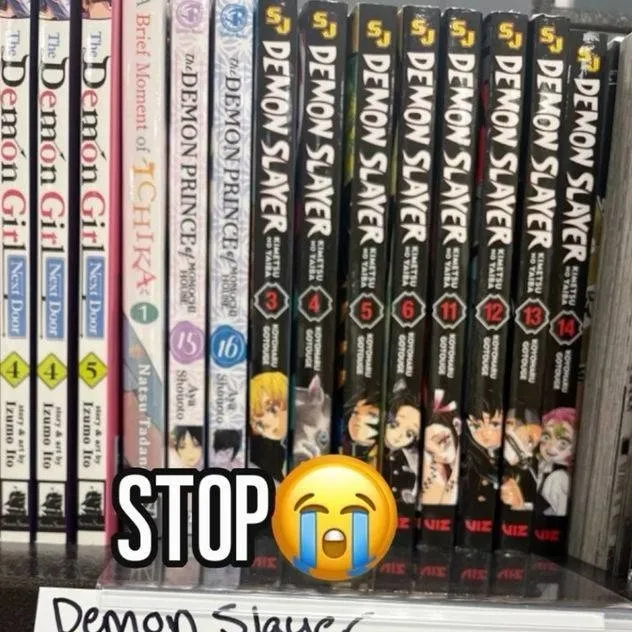 The Demon Girl Next Door 4 story & art by Izumo Ito
The Demon Girl Next Door 4 story & art by Izumo Ito
The Demon Girl Next Door 5 story & art by Izumo Ito
A Brief Moment of ICHIKA 1 Natsu Tadan
The DEMON PRINCE of MOMOCHI HOUSE 15 Aya Shouoto
The DEMON PRINCE of MOMOCHI HOUSE 16 Aya Shouoto
SJ DEMON SLAYER KIMETSU NO YAIBA 3 KOYOHARU GOTOUGE VIZ
SJ DEMON SLAYER KIMETSU NO YAIBA 4 KOYOHARU GOTOUGE VIZ
SJ DEMON SLAYER KIMETSU NO YAIBA 5 KOYOHARU GOTOUGE
SJ DEMON SLAYER KIMETSU NO YAIBA 6 KOYOHARU GOTOUGE VIZ
SJ DEMON SLAYER KIMETSU NO YAIBA 11 KOYOHARU GOTOUGE VIZ
SJ DEMON SLAYER KIMETSU NO YAIBA 12 KOYOHARU GOTOUGE VIZ
SJ DEMON SLAYER KIMETSU NO YAIBA 13 KOYOHARU GOTOUGE VIZ
SJ DEMON SLAYER KIMETSU NO YAIBA 14 KOYOHARU GOTOUGE VIZ
STOP😭
Demon Slayer